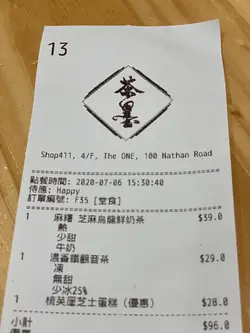 13
茶墨
Shop411, 4/F, The ONE, 100 Nathan Road
點餐時間: 2020-07-06 15:30:40
侍應: Happy
訂單編號: F35 [堂食]
1 麻糬 芝麻烏龍鮮奶茶 $39.0
熱
少甜
牛奶
1 濃香鐵觀音茶 $29.0
凍
無甜
少冰25%
1 梳芙厘芝士蛋糕（優惠） $28.0
小計 $96.0